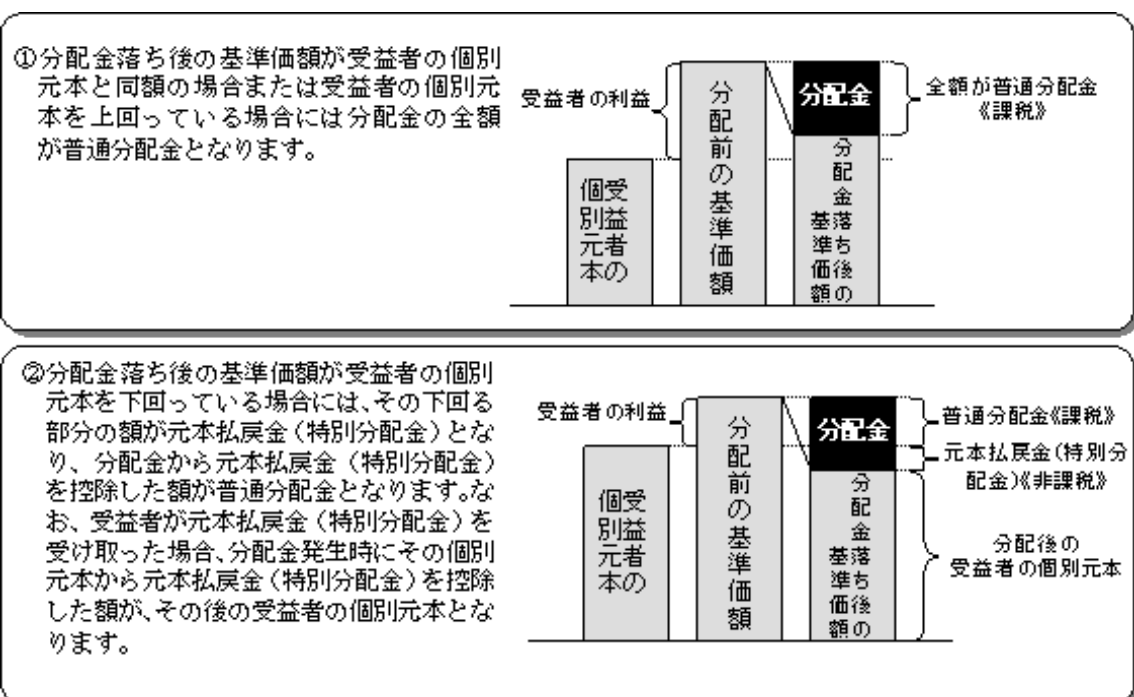 ①分配金落ち後の基準価額が受益者の個別
元本と同額の場合または受益者の個別元
本を上回っている場合には分配金の全額
が普通分配金となります。
受益者の利益
受益者の
個別元本
分配前の基準価額
分配金
分配金落ち後の
基準価額
全額が普通分配金
《課税》
②分配金落ち後の基準価額が受益者の個別
元本を下回っている場合には、その下回る
部分の額が元本払戻金(特別分配金)とな
り、分配金から元本払戻金(特別分配金)
を控除した額が普通分配金となります。な
お、受益者が元本払戻金(特別分配金)を
受け取った場合、分配金発生時にその個別
元本から元本払戻金(特別分配金)を控除
した額が、その後の受益者の個別元本とな
ります。
受益者の利益
受益者の
個別元本
分配前の基準価額
分配金
分配金落ち後の
基準価額
普通分配金《課税》
元本払戻金(特別分
配金)《非課税》
分配後の
受益者の個別元本